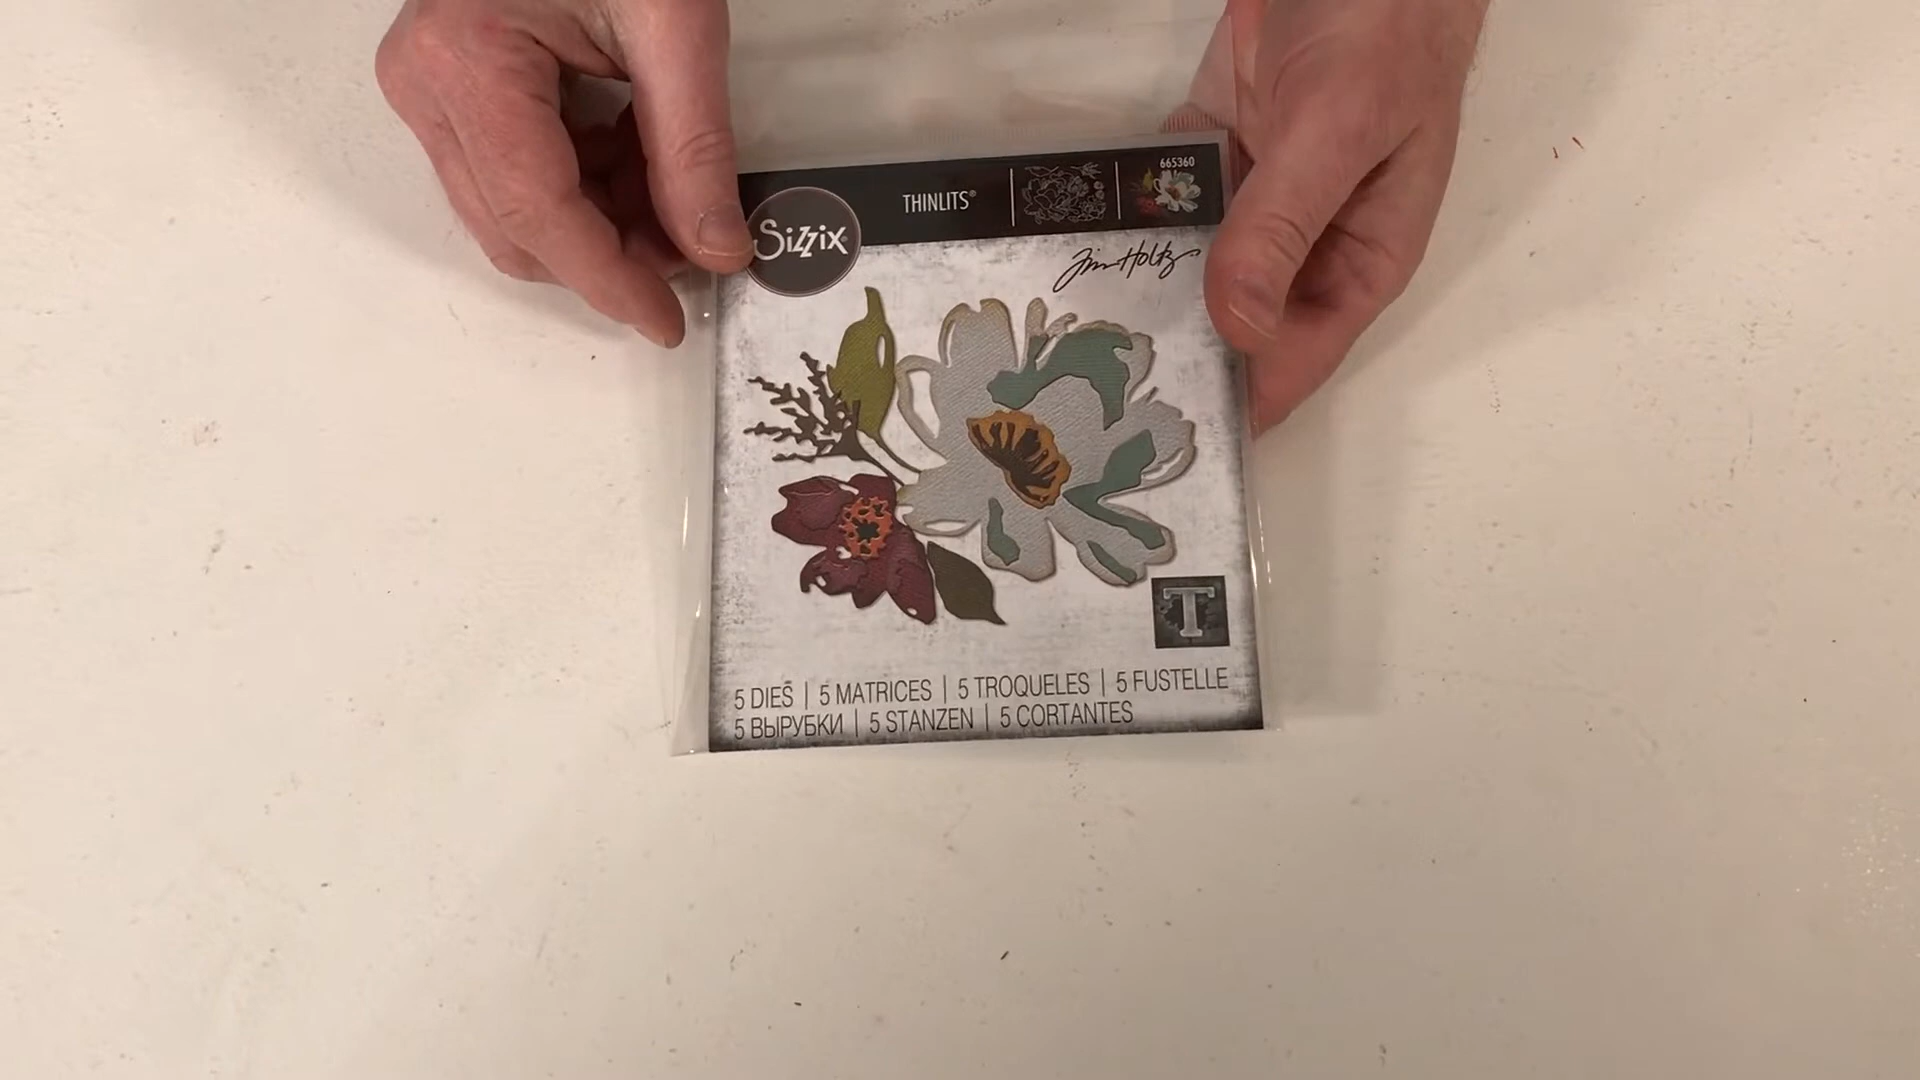 665360
THINLITS®
Sizzix®
Tim Holtz
T
5 DIES | 5 MATRICES | 5 TROQUELES | 5 FUSTELLE
5 ВЫРУБКИ | 5 STANZEN | 5 CORTANTES